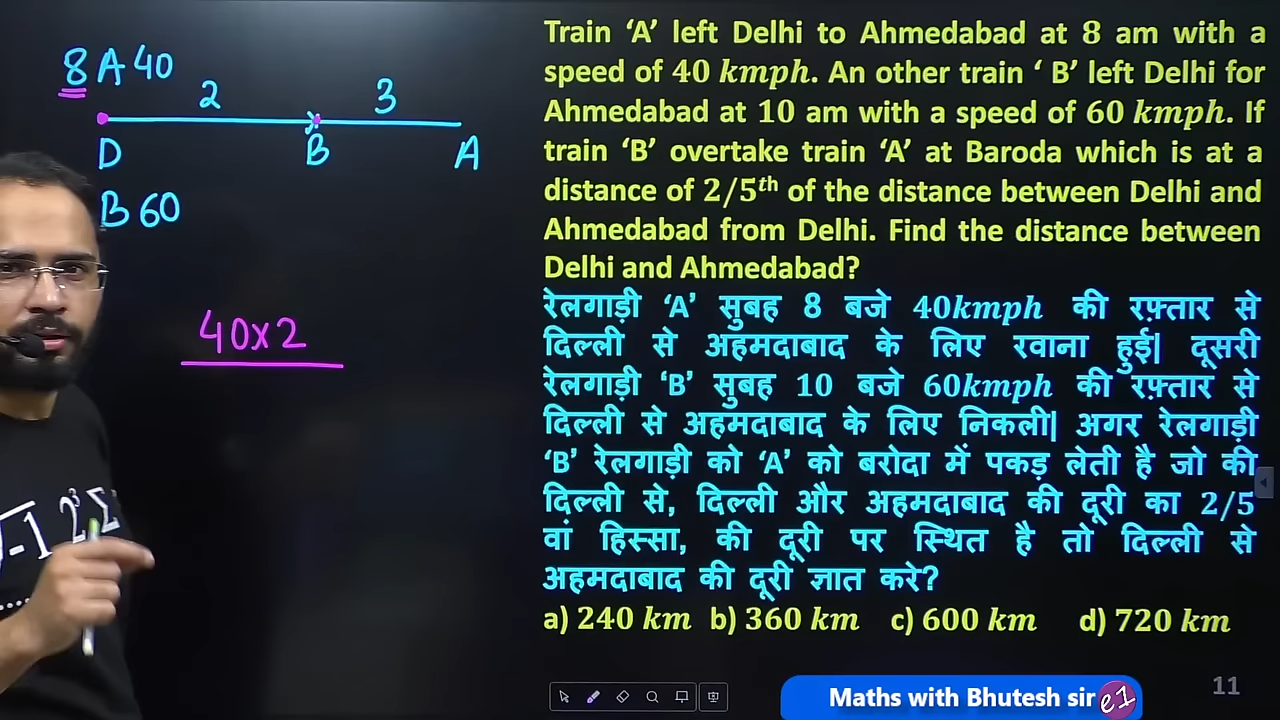 8 A 40
2 3
D B A
B 60
40x2
√-1 2³ Σ
Train ‘A’ left Delhi to Ahmedabad at 8 am with a
speed of 40 kmph. An other train ‘ B’ left Delhi for
Ahmedabad at 10 am with a speed of 60 kmph. If
train ‘B’ overtake train ‘A’ at Baroda which is at a
distance of 2/5th of the distance between Delhi and
Ahmedabad from Delhi. Find the distance between
Delhi and Ahmedabad?
रेलगाड़ी ‘A’ सुबह 8 बजे 40kmph की रफ़्तार से
दिल्ली से अहमदाबाद के लिए रवाना हुई| दूसरी
रेलगाड़ी ‘B’ सुबह 10 बजे 60kmph की रफ़्तार से
दिल्ली से अहमदाबाद के लिए निकली| अगर रेलगाड़ी
‘B’ रेलगाड़ी को ‘A’ को बरोदा में पकड़ लेती है जो की
दिल्ली से, दिल्ली और अहमदाबाद की दूरी का 2/5
वां हिस्सा, की दूरी पर स्थित है तो दिल्ली से
अहमदाबाद की दूरी ज्ञात करे?
a) 240 km b) 360 km c) 600 km d) 720 km
Maths with Bhutesh sir e1
11